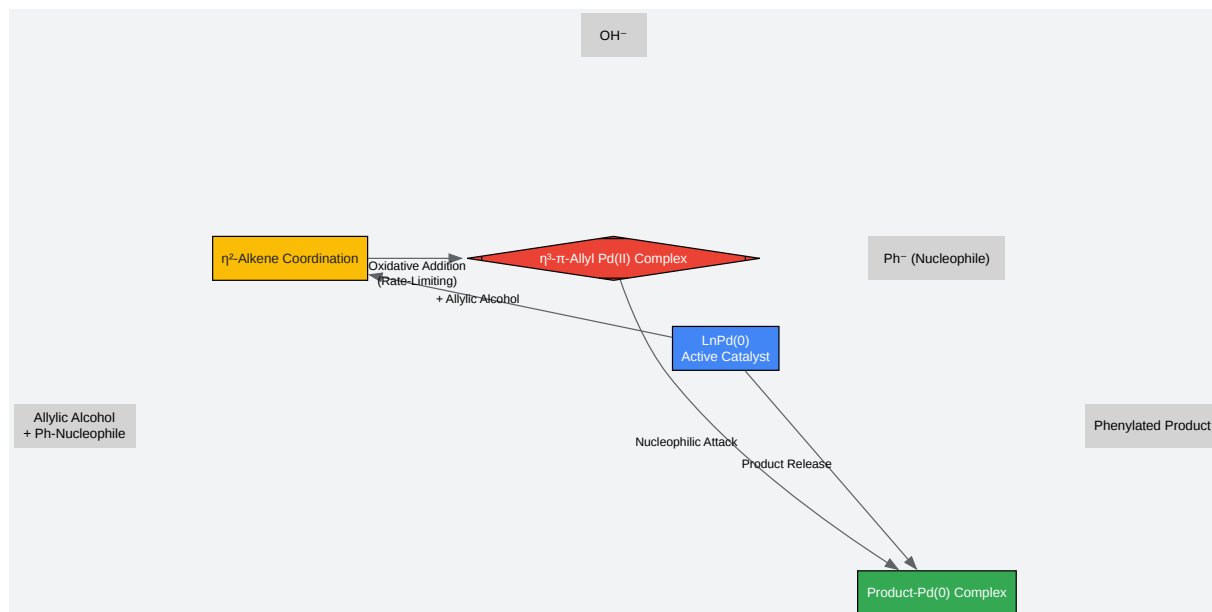 OH⁻
η²-Alkene Coordination
η³-π-Allyl Pd(II) Complex
Ph⁻ (Nucleophile)
Oxidative Addition
(Rate-Limiting)
+ Allylic Alcohol
LnPd(0)
Active Catalyst
Allylic Alcohol
+ Ph-Nucleophile
Phenylated Product
Nucleophilic Attack
Product Release
Product-Pd(0) Complex